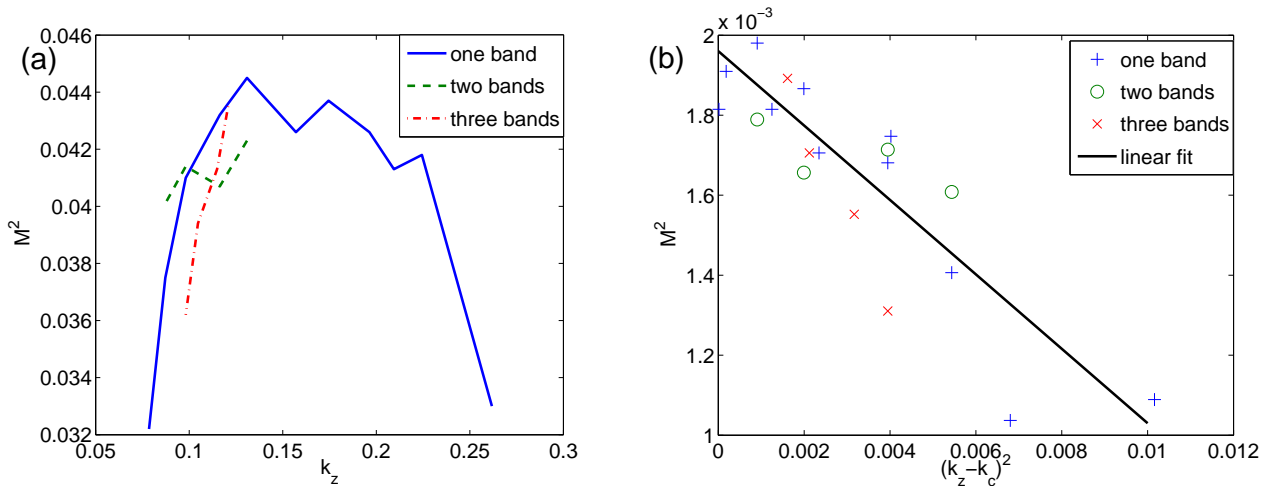 (a)
0.046
0.044
0.042
0.04
0.038
0.036
0.034
0.032
M²
one band
two bands
three bands
0.05 0.1 0.15 0.2 0.25 0.3
k_z
(b)
x 10⁻³
2
1.8
1.6
1.4
1.2
1
M²
one band
two bands
three bands
linear fit
0 0.002 0.004 0.006 0.008 0.01 0.012
(k_z−k_c)²